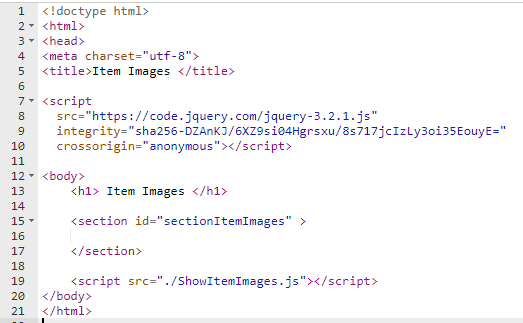 1 <!doctype html>
2 <html>
3 <head>
4 <meta charset="utf-8">
5 <title>Item Images </title>
6
7 <script
8 src="https://code.jquery.com/jquery-3.2.1.js"
9 integrity="sha256-DZAnKJ/6XZ9si04Hgrsxu/8s717jcIzLy3oi35EouyE="
10 crossorigin="anonymous"></script>
11
12 <body>
13 <h1> Item Images </h1>
14
15 <section id="sectionItemImages" >
16
17 </section>
18
19 <script src="./ShowItemImages.js"></script>
20 </body>
21 </html>